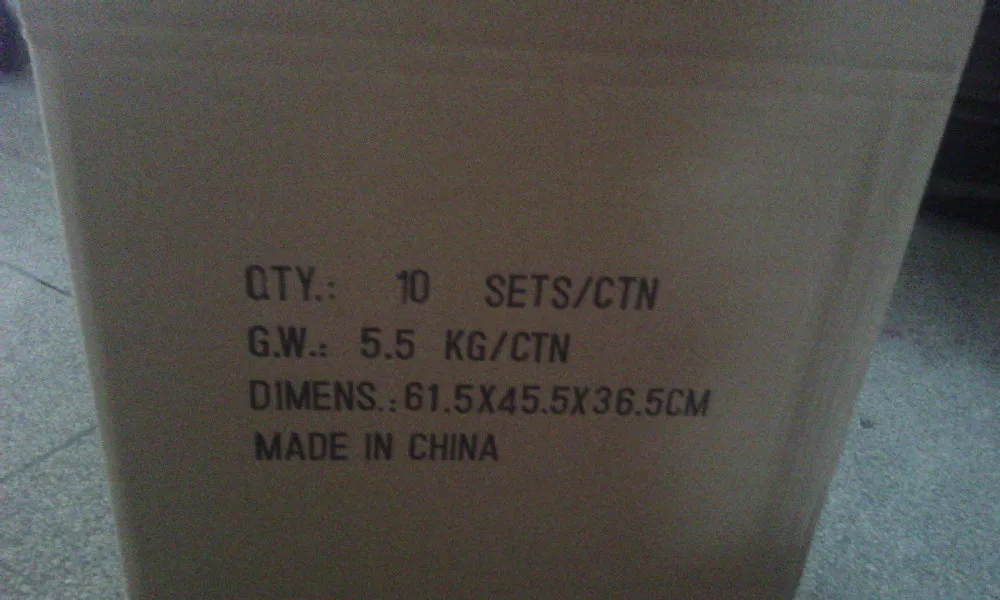 QTY.: 10 SETS/CTN
G.W.: 5.5 KG/CTN
DIMENS.:61.5X45.5X36.5CM
MADE IN CHINA